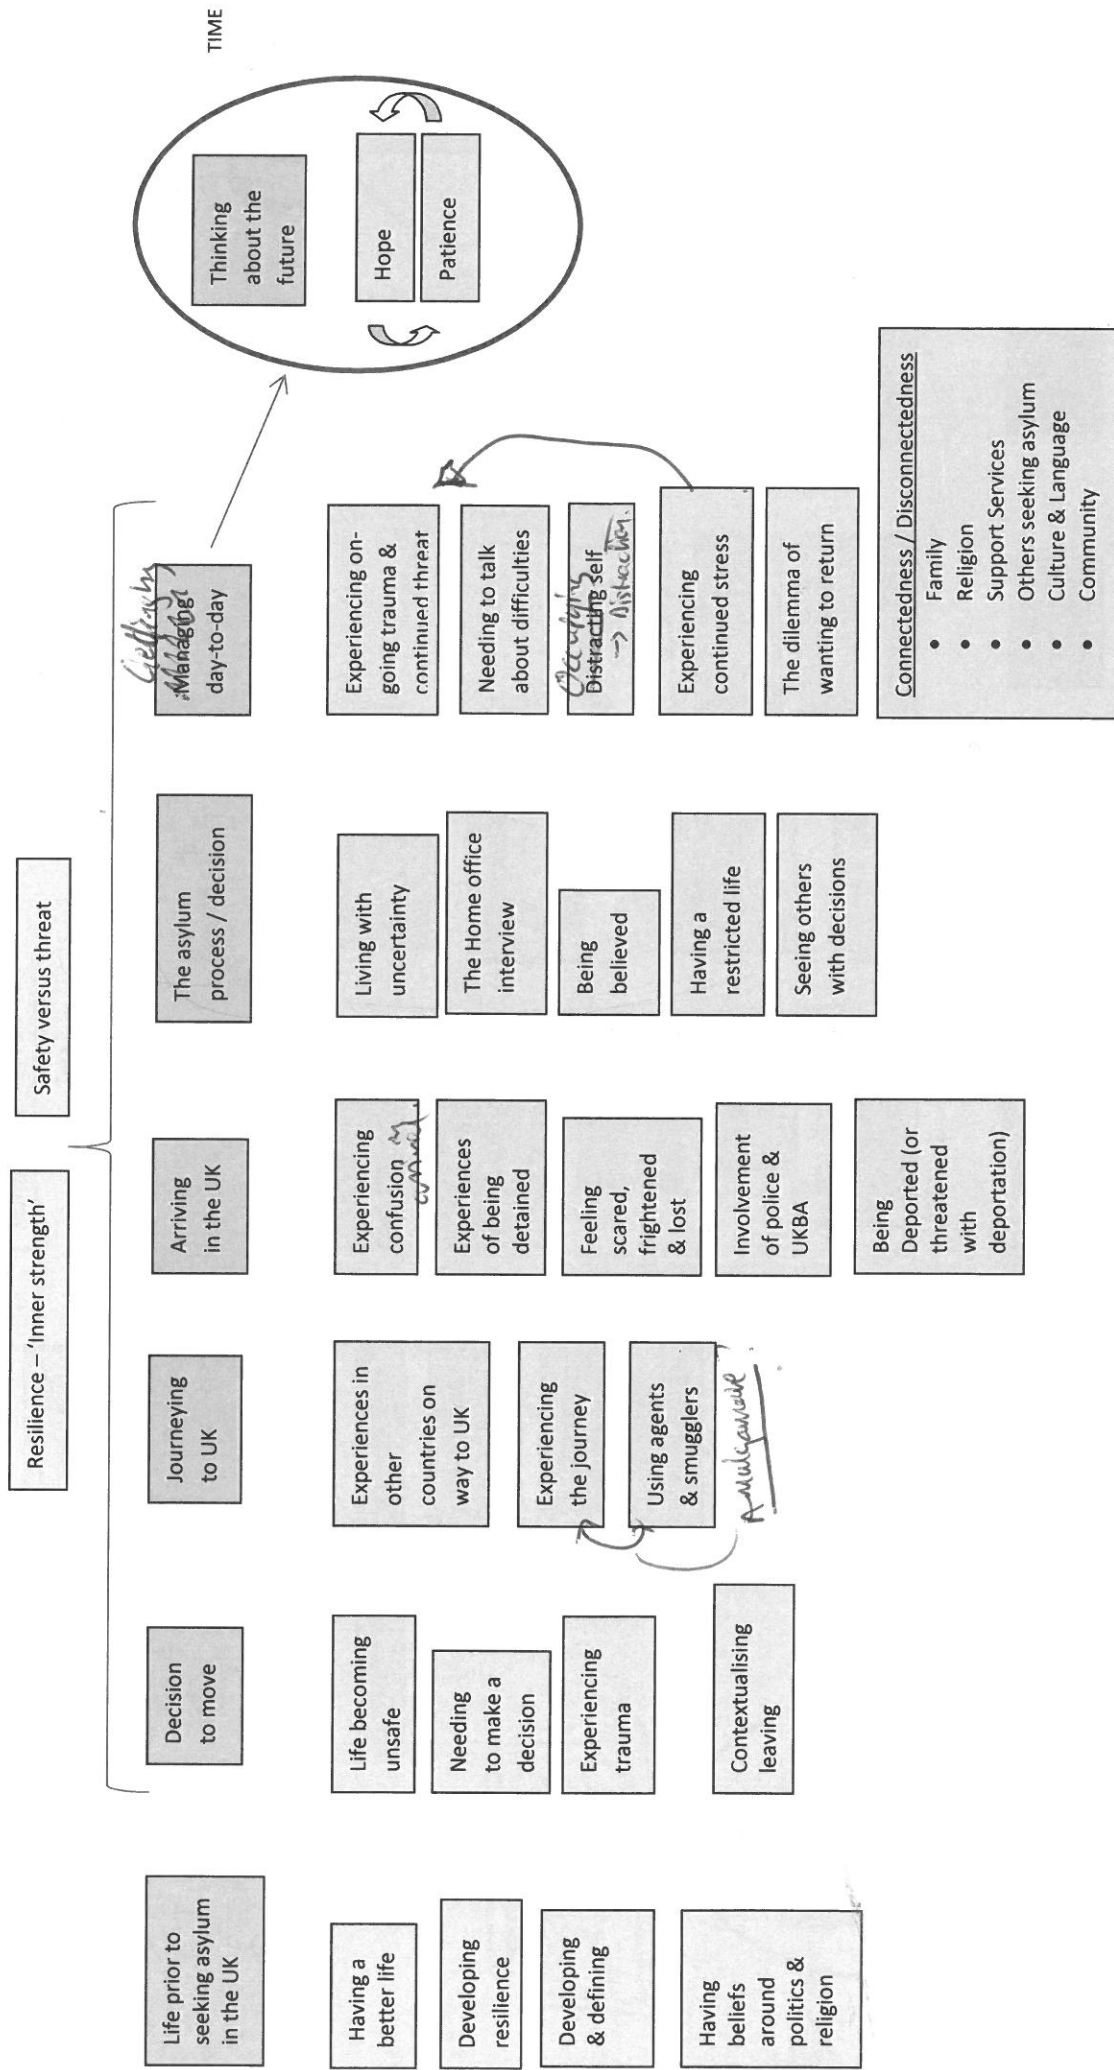 Resilience – 'Inner strength'
Safety versus threat
Life prior to
seeking asylum
in the UK
Having a
better life
Developing
resilience
Developing
& defining
Having
beliefs
around
politics &
religion
Decision
to move
Life becoming
unsafe
Needing
to make a
decision
Experiencing
trauma
Contextualising
leaving
Journeying
to UK
Experiences in
other
countries on
way to UK
Experiencing
the journey
Using agents
& smugglers
Amalgamate?
Arriving
in the UK
Experiencing
confusion
Experiences
of being
detained
Feeling
scared,
frightened
& lost
Involvement
of police &
UKBA
Being
Deported (or
threatened
with
deportation)
The asylum
process / decision
Living with
uncertainty
The Home office
interview
Being
believed
Having a
restricted life
Seeing others
with decisions
Managing
day-to-day
Experiencing on-
going trauma &
continued threat
Needing to talk
about difficulties
Occupying
Distracting self
→ Distraction.
Experiencing
continued stress
The dilemma of
wanting to return
Connectedness / Disconnectedness
• Family
• Religion
• Support Services
• Others seeking asylum
• Culture & Language
• Community
Thinking
about the
future
Hope
Patience
TIME